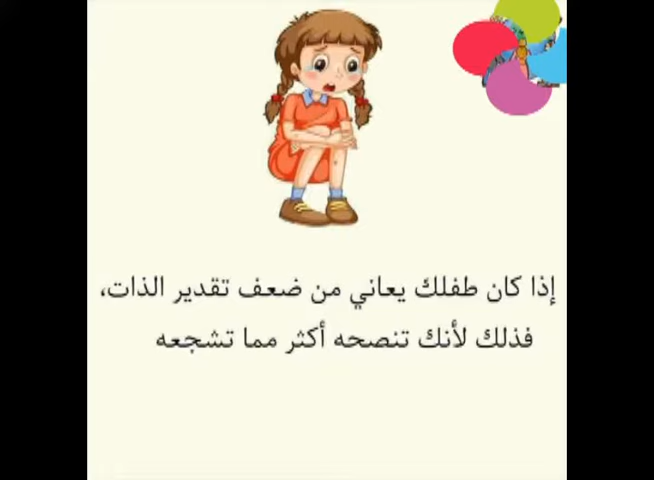 إذا كان طفلك يعاني من ضعف تقدير الذات،
فذلك لأنك تنصحه أكثر مما تشجعه